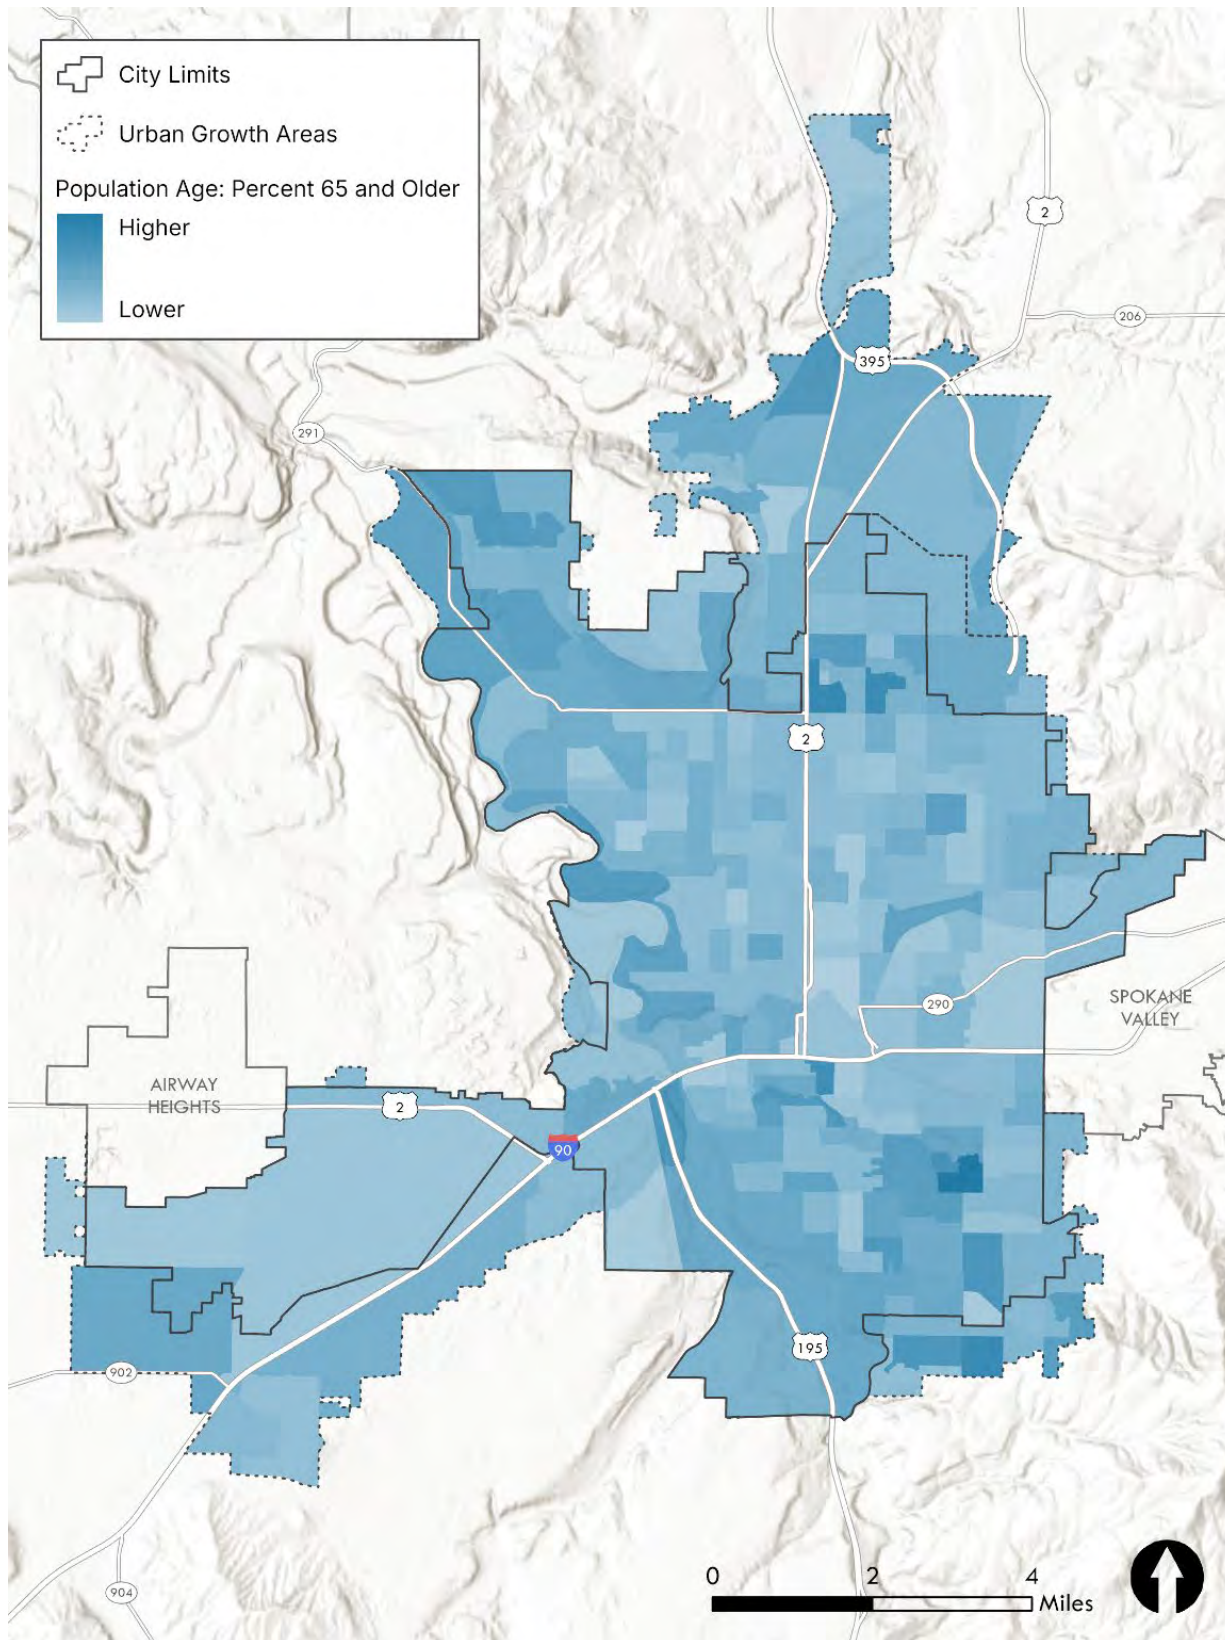 City Limits
Urban Growth Areas
Population Age: Percent 65 and Older
Higher
Lower
2
206
395
291
2
290
SPOKANE
VALLEY
AIRWAY
HEIGHTS
2
90
195
902
904
0 2 4
Miles